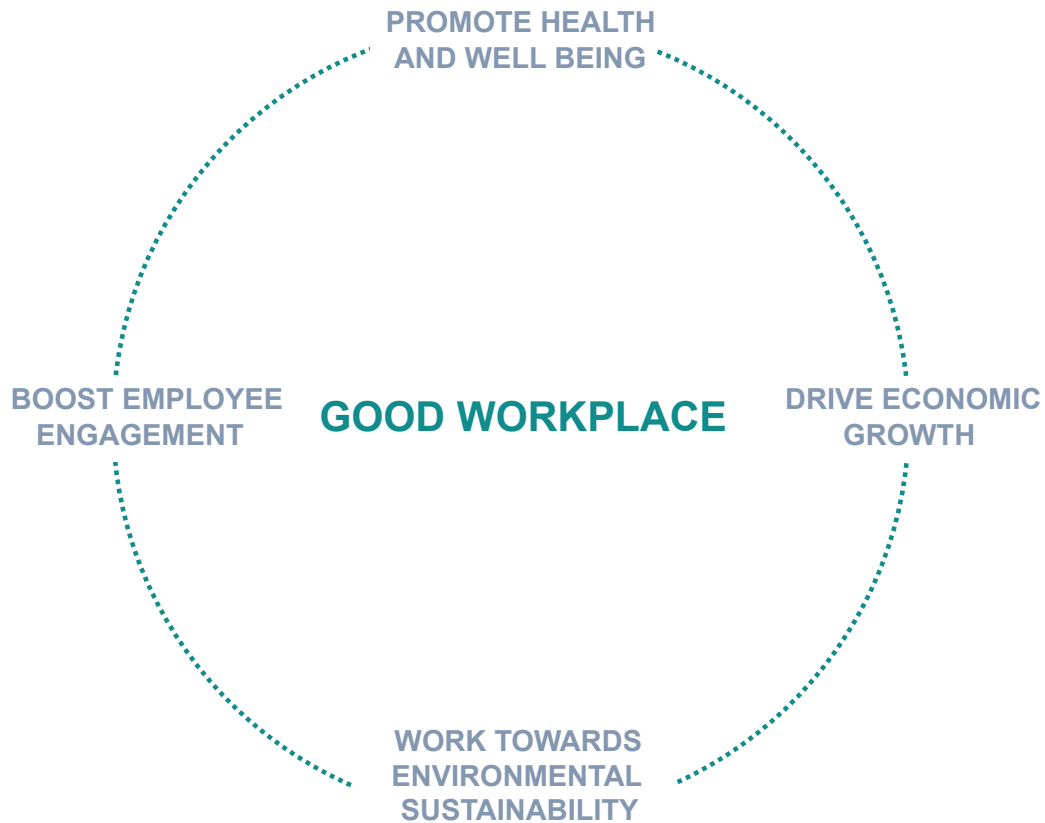 PROMOTE HEALTH
AND WELL BEING
BOOST EMPLOYEE
ENGAGEMENT
GOOD WORKPLACE
DRIVE ECONOMIC
GROWTH
WORK TOWARDS
ENVIRONMENTAL
SUSTAINABILITY